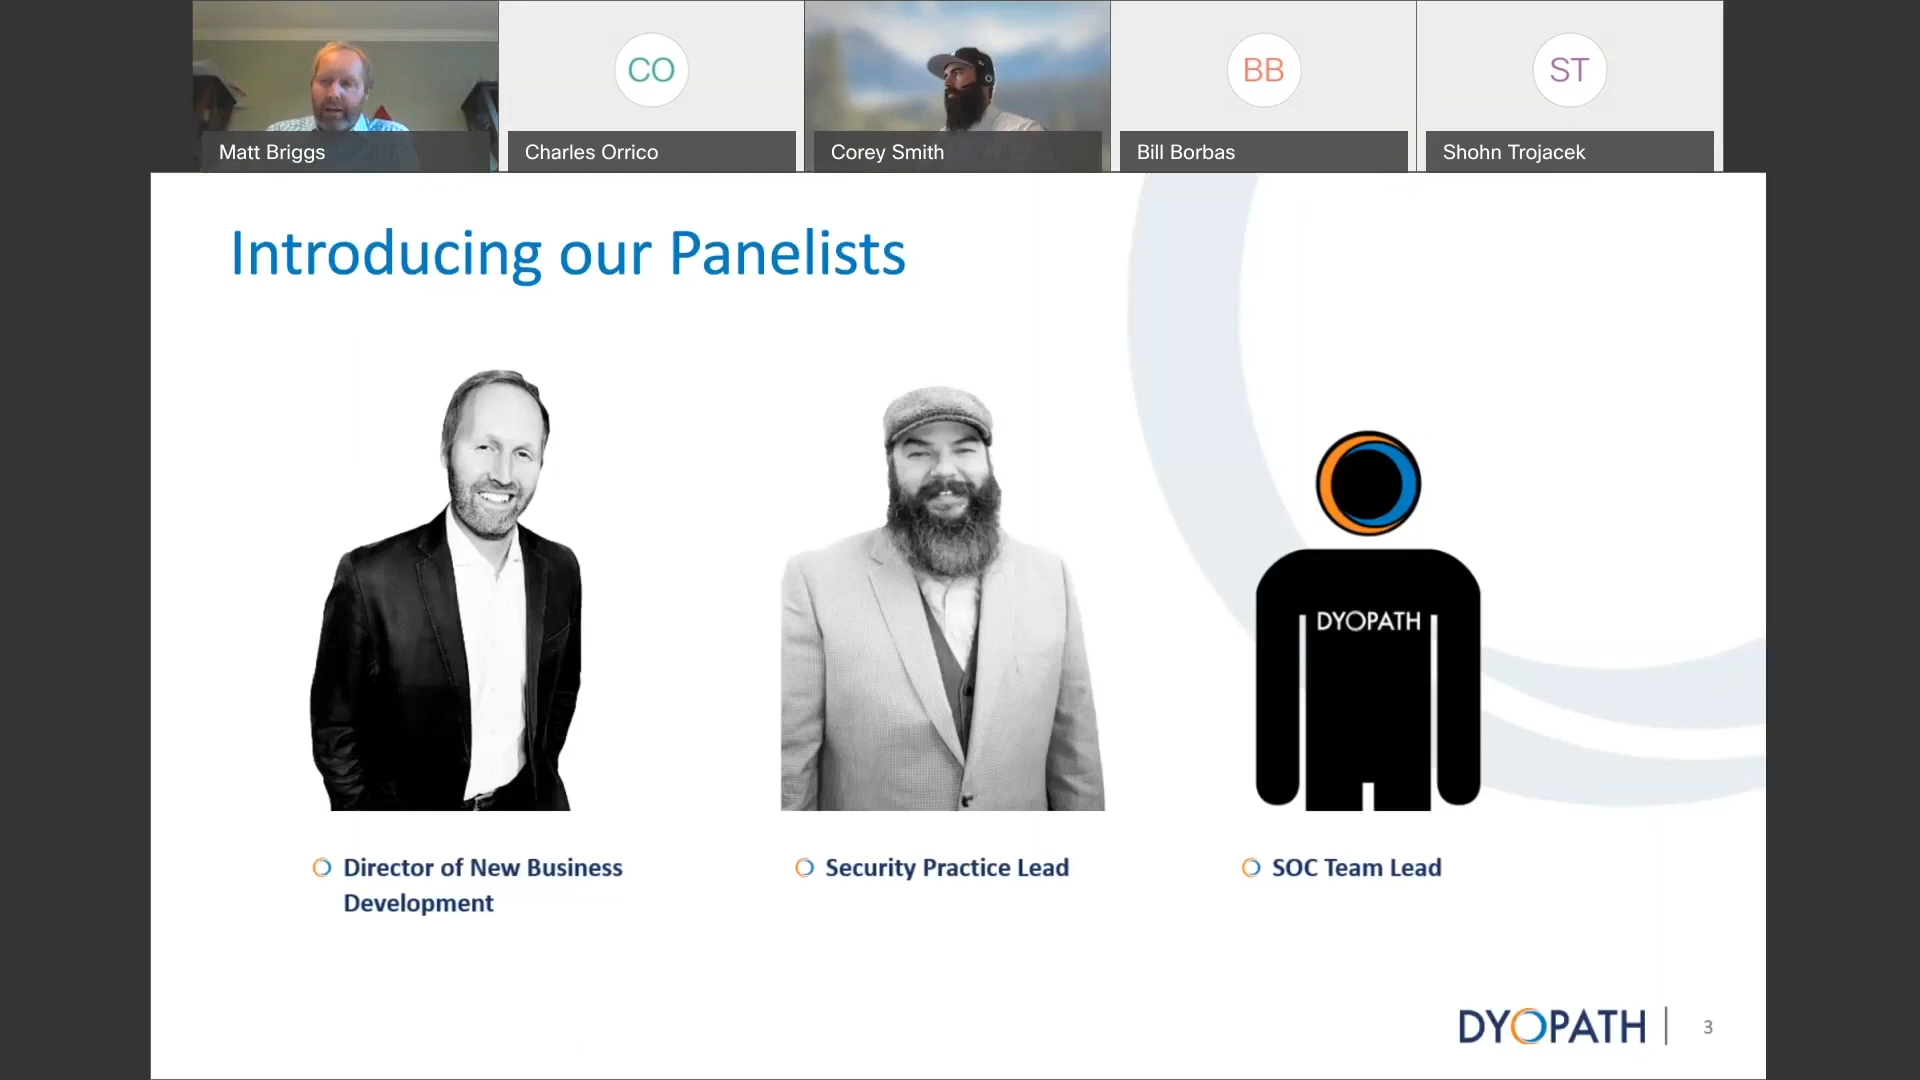 CO
BB
ST
Matt Briggs
Charles Orrico
Corey Smith
Bill Borbas
Shohn Trojacek
Introducing our Panelists
DYOPATH
Director of New Business
Development
Security Practice Lead
SOC Team Lead
DYOPATH
3